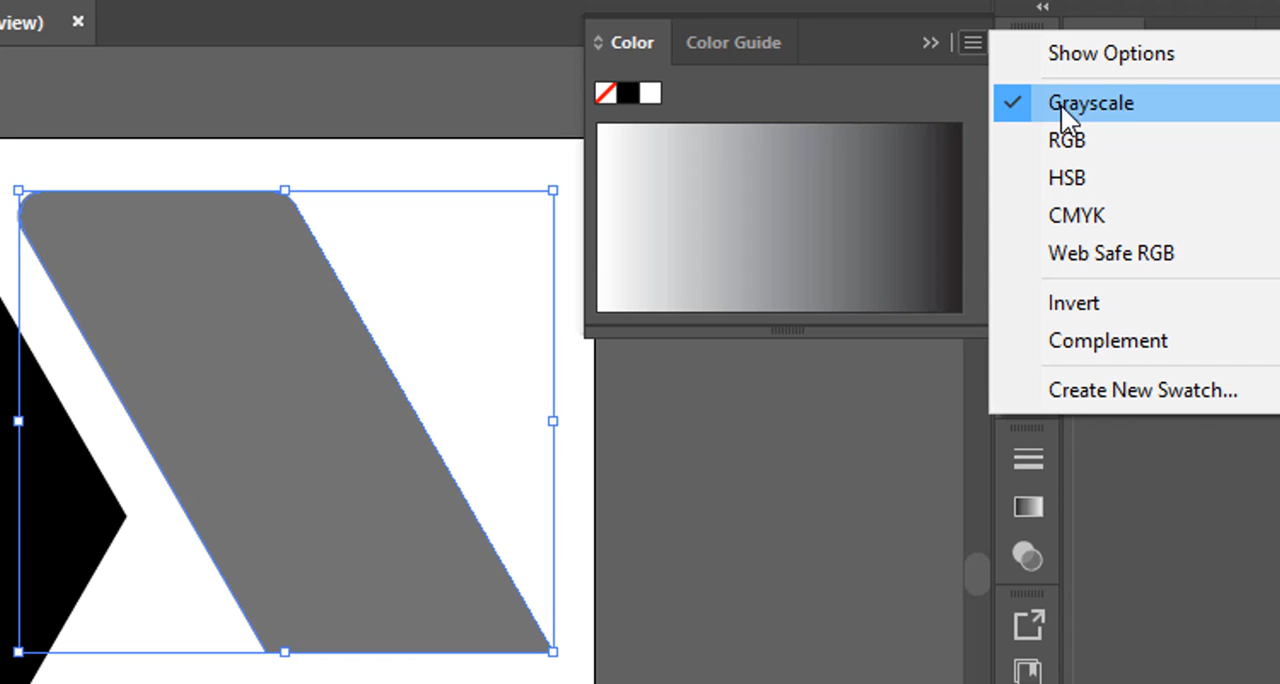 view)
Color
Color Guide
Show Options
Grayscale
RGB
HSB
CMYK
Web Safe RGB
Invert
Complement
Create New Swatch...